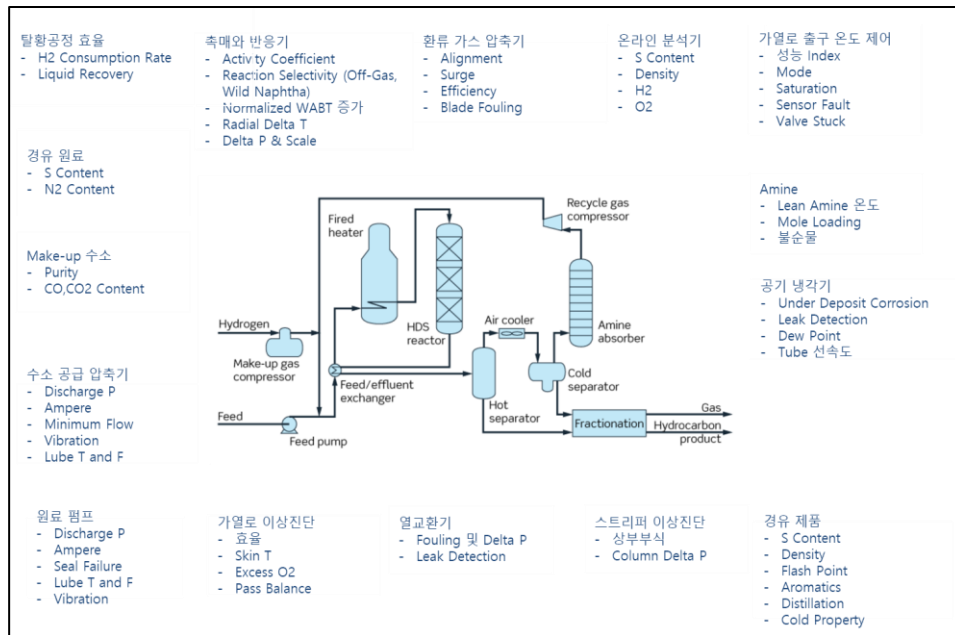 탈황공정 효율
- H2 Consumption Rate
- Liquid Recovery
촉매와 반응기
- Activity Coefficient
- Reaction Selectivity (Off-Gas,
Wild Naphtha)
- Normalized WABT 증가
- Radial Delta T
- Delta P & Scale
환류 가스 압축기
- Alignment
- Surge
- Efficiency
- Blade Fouling
온라인 분석기
- S Content
- Density
- H2
- O2
가열로 출구 온도 제어
- 성능 Index
- Mode
- Saturation
- Sensor Fault
- Valve Stuck
경유 원료
- S Content
- N2 Content
Make-up 수소
- Purity
- CO,CO2 Content
수소 공급 압축기
- Discharge P
- Ampere
- Minimum Flow
- Vibration
- Lube T and F
Fired
heater
Recycle gas
compressor
Hydrogen
Make-up gas
compressor
HDS
reactor
Air cooler
Amine
absorber
Feed/effluent
exchanger
Cold
separator
Hot
separator
Feed
Feed pump
Fractionation
Gas
Hydrocarbon
product
Amine
- Lean Amine 온도
- Mole Loading
- 불순물
공기 냉각기
- Under Deposit Corrosion
- Leak Detection
- Dew Point
- Tube 선속도
원료 펌프
- Discharge P
- Ampere
- Seal Failure
- Lube T and F
- Vibration
가열로 이상진단
- 효율
- Skin T
- Excess O2
- Pass Balance
열교환기
- Fouling 및 Delta P
- Leak Detection
스트리퍼 이상진단
- 상부부식
- Column Delta P
경유 제품
- S Content
- Density
- Flash Point
- Aromatics
- Distillation
- Cold Property